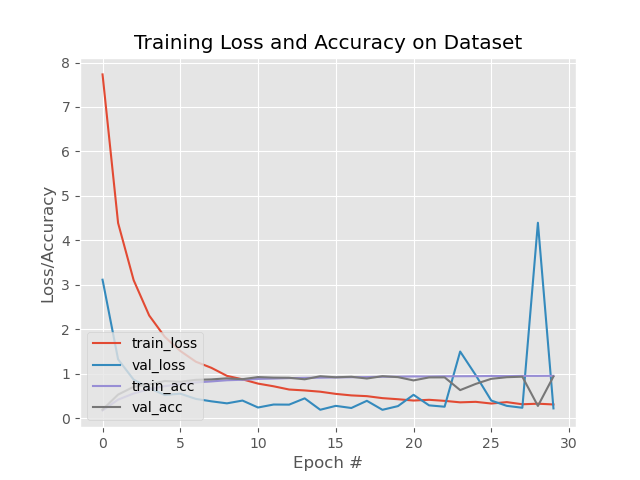 Training Loss and Accuracy on Dataset
Loss/Accuracy
8
7
6
5
4
3
2
1
0
train_loss
val_loss
train_acc
val_acc
0 5 10 15 20 25 30
Epoch #